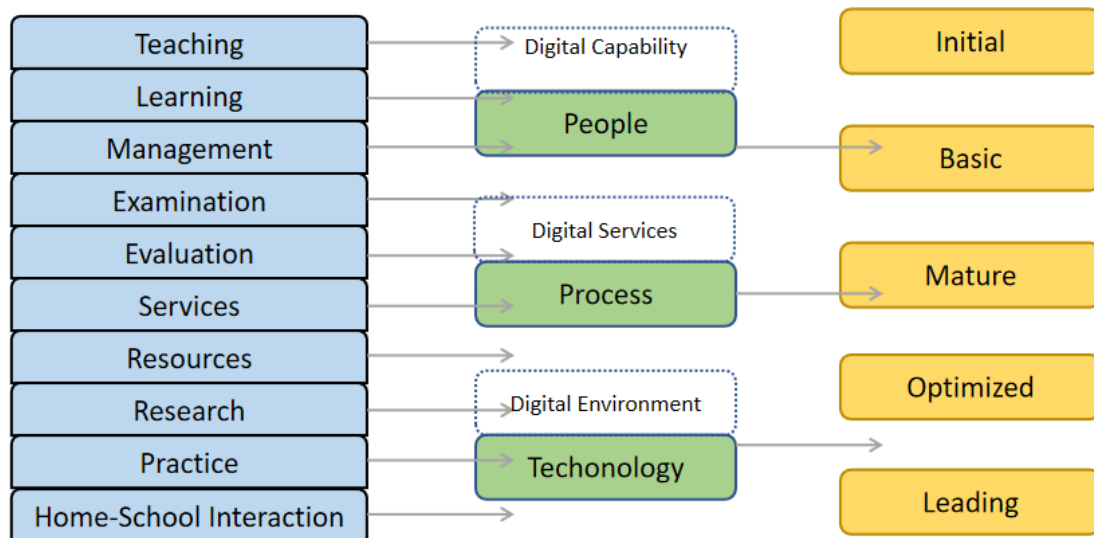 Teaching
Learning
Management
Examination
Evaluation
Services
Resources
Research
Practice
Home-School Interaction
Digital Capability
People
Digital Services
Process
Digital Environment
Techonology
Initial
Basic
Mature
Optimized
Leading